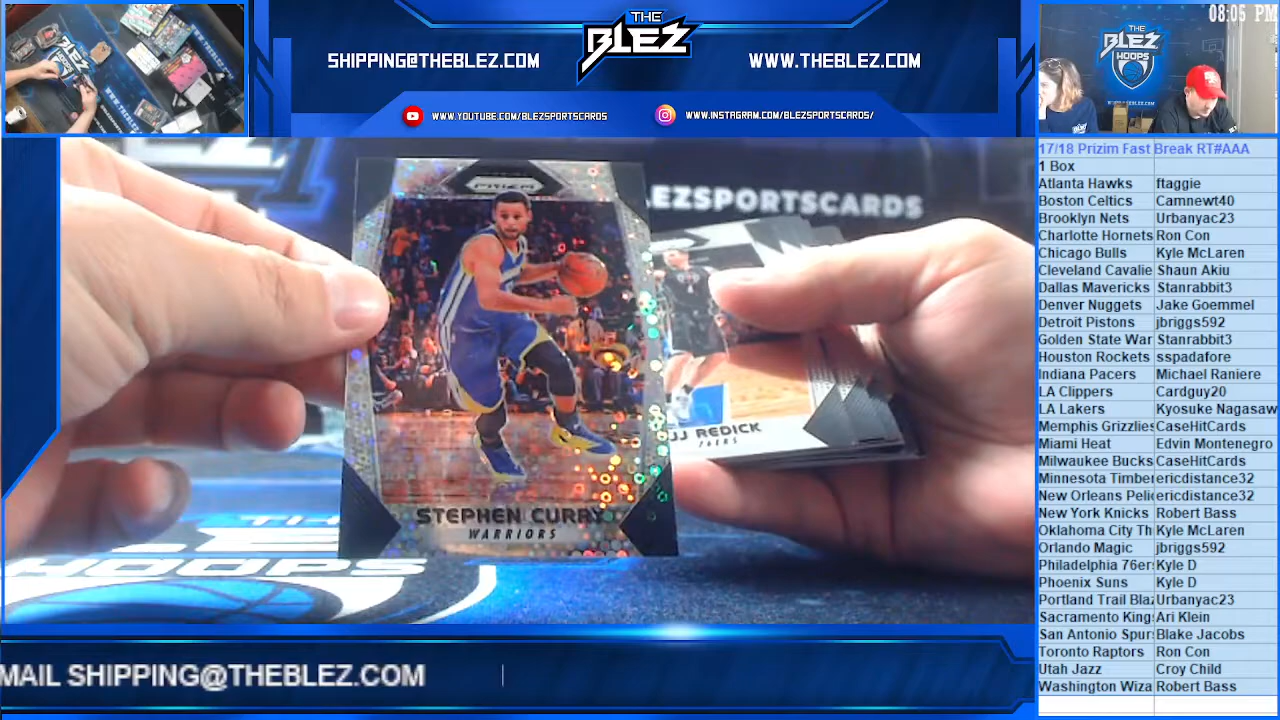 THE
BLEZ
SHIPPING@THEBLEZ.COM
WWW.THEBLEZ.COM
WWW.YOUTUBE.COM/BLEZSPORTSCARDS
WWW.INSTAGRAM.COM/BLEZSPORTSCARDS/
08:05 PM
THE
BLEZ
HOOPS
PRIZM
LEZSPORTSCARDS
JJ REDICK
76ERS
STEPHEN CURRY
WARRIORS
HOOPS
17/18 Prizim Fast Break RT#AAA
1 Box
Atlanta Hawks ftaggie
Boston Celtics Camnewt40
Brooklyn Nets Urbanyac23
Charlotte Hornets Ron Con
Chicago Bulls Kyle McLaren
Cleveland Cavalie Shaun Akiu
Dallas Mavericks Stanrabbit3
Denver Nuggets Jake Goemmel
Detroit Pistons jbriggs592
Golden State War Stanrabbit3
Houston Rockets sspadafore
Indiana Pacers Michael Raniere
LA Clippers Cardguy20
LA Lakers Kyosuke Nagasaw
Memphis Grizzlies CaseHitCards
Miami Heat Edvin Montenegro
Milwaukee Bucks CaseHitCards
Minnesota Timber ericdistance32
New Orleans Peli ericdistance32
New York Knicks Robert Bass
Oklahoma City Th Kyle McLaren
Orlando Magic jbriggs592
Philadelphia 76er Kyle D
Phoenix Suns Kyle D
Portland Trail Blaz Urbanyac23
Sacramento King Ari Klein
San Antonio Spur Blake Jacobs
Toronto Raptors Ron Con
Utah Jazz Croy Child
Washington Wiza Robert Bass
MAIL SHIPPING@THEBLEZ.COM